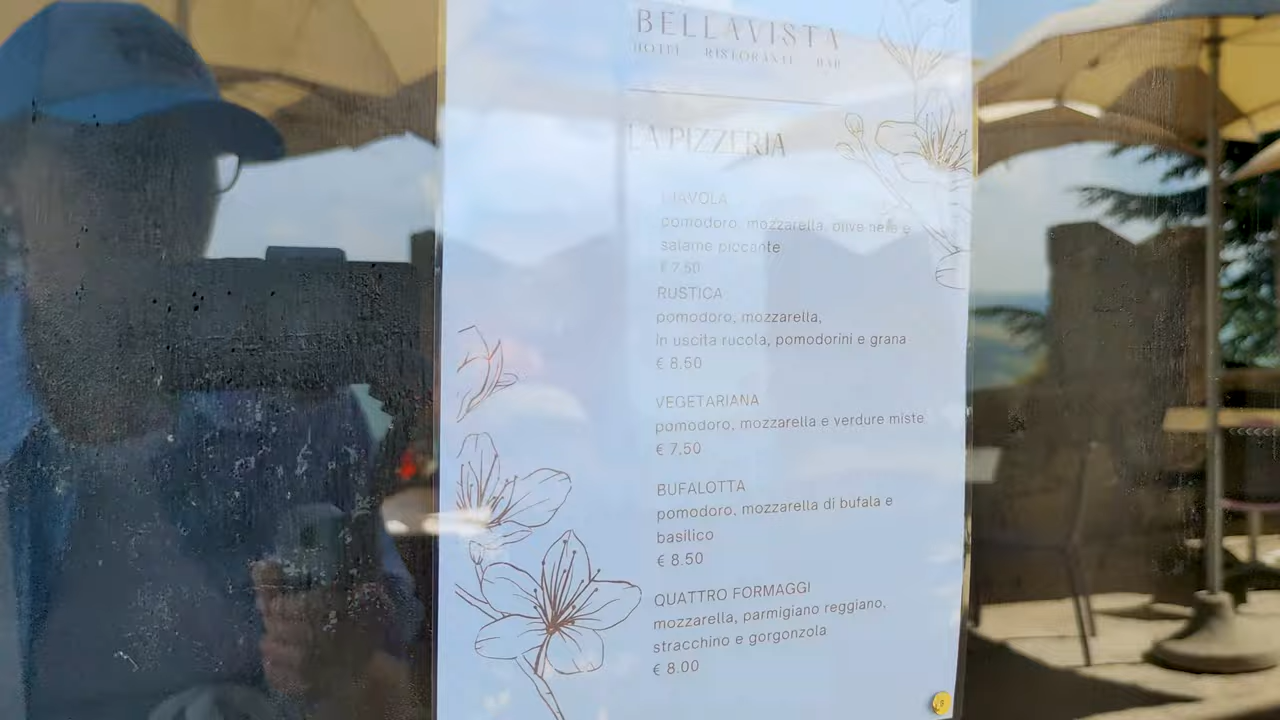 BELLAVISTA
HOTEL RISTORANTE BAR
LA PIZZERIA
DIAVOLA
pomodoro, mozzarella, olive nere e
salame piccante
€ 7.50
RUSTICA
pomodoro, mozzarella,
in uscita rucola, pomodorini e grana
€ 8.50
VEGETARIANA
pomodoro, mozzarella e verdure miste
€ 7.50
BUFALOTTA
pomodoro, mozzarella di bufala e
basilico
€ 8.50
QUATTRO FORMAGGI
mozzarella, parmigiano reggiano,
stracchino e gorgonzola
€ 8.00